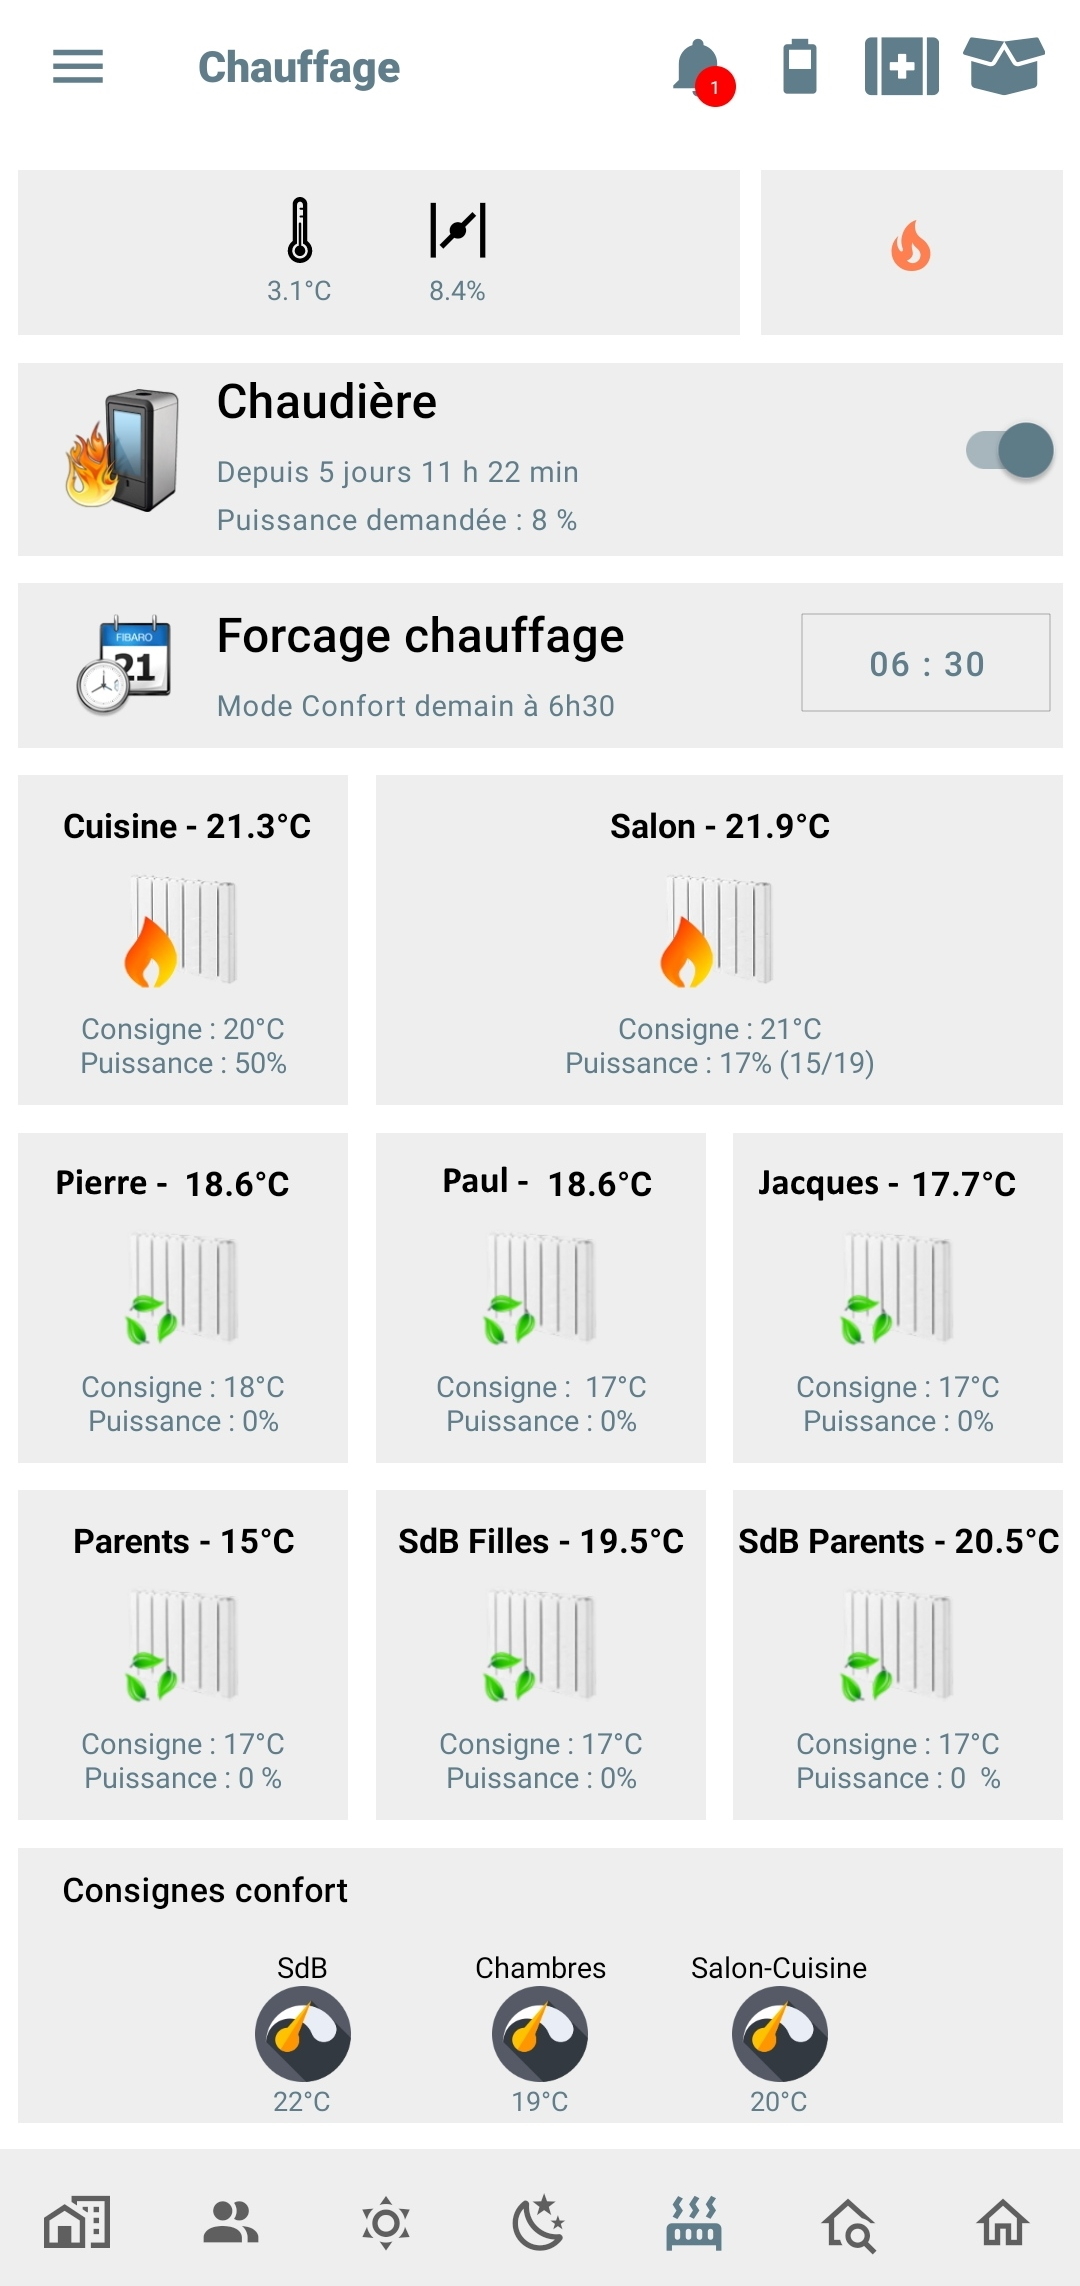 Chauffage
1
3.1°C
8.4%
Chaudière
Depuis 5 jours 11 h 22 min
Puissance demandée : 8 %
FIBARO
21
Forcage chauffage
Mode Confort demain à 6h30
06 : 30
Cuisine - 21.3°C
Consigne : 20°C
Puissance : 50%
Salon - 21.9°C
Consigne : 21°C
Puissance : 17% (15/19)
Pierre - 18.6°C
Consigne : 18°C
Puissance : 0%
Paul - 18.6°C
Consigne : 17°C
Puissance : 0%
Jacques - 17.7°C
Consigne : 17°C
Puissance : 0%
Parents - 15°C
Consigne : 17°C
Puissance : 0 %
SdB Filles - 19.5°C
Consigne : 17°C
Puissance : 0%
SdB Parents - 20.5°C
Consigne : 17°C
Puissance : 0 %
Consignes confort
SdB
22°C
Chambres
19°C
Salon-Cuisine
20°C